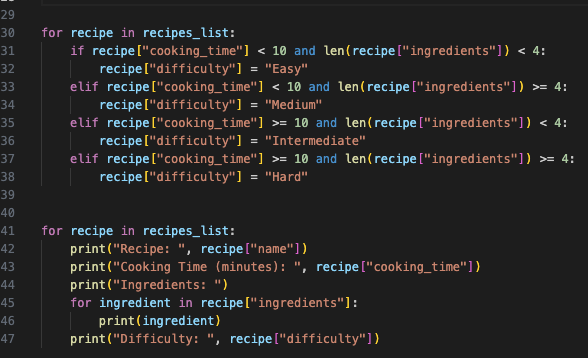 29
30 for recipe in recipes_list:
31     if recipe["cooking_time"] < 10 and len(recipe["ingredients"]) < 4:
32         recipe["difficulty"] = "Easy"
33     elif recipe["cooking_time"] < 10 and len(recipe["ingredients"]) >= 4:
34         recipe["difficulty"] = "Medium"
35     elif recipe["cooking_time"] >= 10 and len(recipe["ingredients"]) < 4:
36         recipe["difficulty"] = "Intermediate"
37     elif recipe["cooking_time"] >= 10 and len(recipe["ingredients"]) >= 4:
38         recipe["difficulty"] = "Hard"
39
40
41 for recipe in recipes_list:
42     print("Recipe: ", recipe["name"])
43     print("Cooking Time (minutes): ", recipe["cooking_time"])
44     print("Ingredients: ")
45     for ingredient in recipe["ingredients"]:
46         print(ingredient)
47     print("Difficulty: ", recipe["difficulty"])